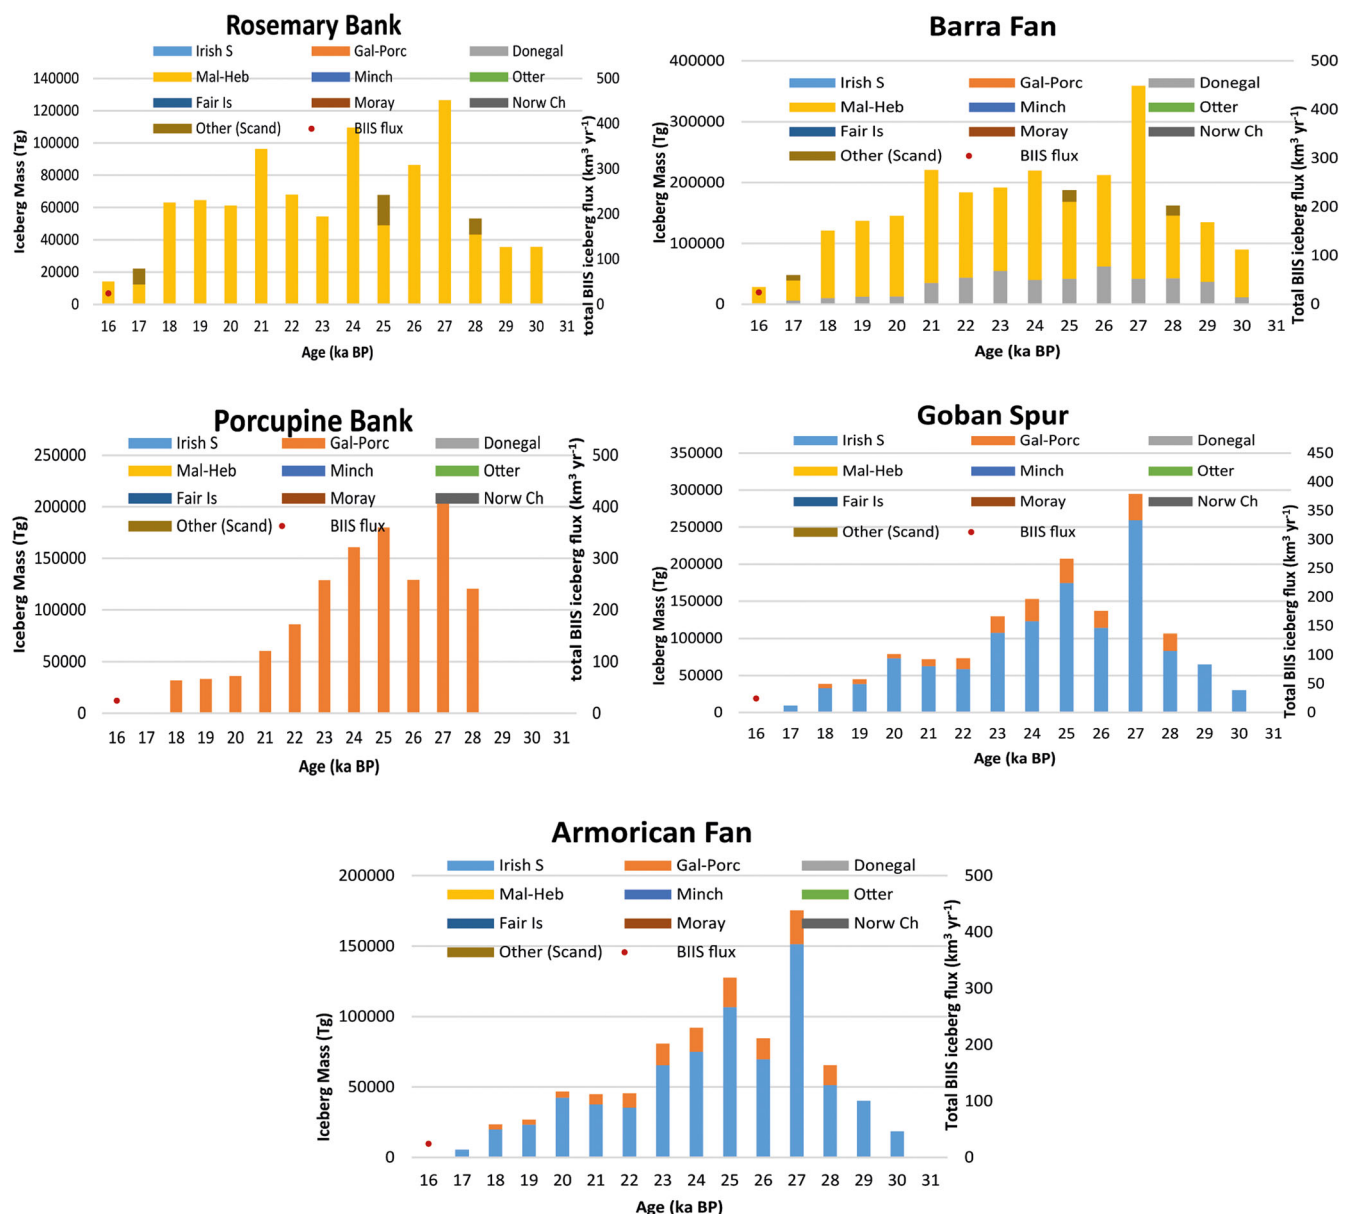 Rosemary Bank
Irish S Gal-Porc Donegal
Mal-Heb Minch Otter
Fair Is Moray Norw Ch
Other (Scand) BIIS flux
Iceberg Mass (Tg)
140000
120000
100000
80000
60000
40000
20000
0
500
400
300
200
100
0
total BIIS iceberg flux (km³ yr⁻¹)
16 17 18 19 20 21 22 23 24 25 26 27 28 29 30 31
Age (ka BP)
Barra Fan
Irish S Gal-Porc Donegal
Mal-Heb Minch Otter
Fair Is Moray Norw Ch
Other (Scand) BIIS flux
Iceberg Mass (Tg)
400000
300000
200000
100000
0
500
400
300
200
100
0
Total BIIS iceberg flux (km³ yr⁻¹)
16 17 18 19 20 21 22 23 24 25 26 27 28 29 30 31
Age (ka BP)
Porcupine Bank
Irish S Gal-Porc Donegal
Mal-Heb Minch Otter
Fair Is Moray Norw Ch
Other (Scand) BIIS flux
Iceberg Mass (Tg)
250000
200000
150000
100000
50000
0
500
400
300
200
100
0
total BIIS iceberg flux (km³ yr⁻¹)
16 17 18 19 20 21 22 23 24 25 26 27 28 29 30 31
Age (ka BP)
Goban Spur
Irish S Gal-Porc Donegal
Mal-Heb Minch Otter
Fair Is Moray Norw Ch
Other (Scand) BIIS flux
Iceberg Mass (Tg)
350000
300000
250000
200000
150000
100000
50000
0
450
400
350
300
250
200
150
100
50
0
Total BIIS iceberg flux (km³ yr⁻¹)
16 17 18 19 20 21 22 23 24 25 26 27 28 29 30 31
Age (ka BP)
Armorican Fan
Irish S Gal-Porc Donegal
Mal-Heb Minch Otter
Fair Is Moray Norw Ch
Other (Scand) BIIS flux
Iceberg Mass (Tg)
200000
150000
100000
50000
0
500
400
300
200
100
0
Total BIIS iceberg flux (km³ yr⁻¹)
16 17 18 19 20 21 22 23 24 25 26 27 28 29 30 31
Age (ka BP)